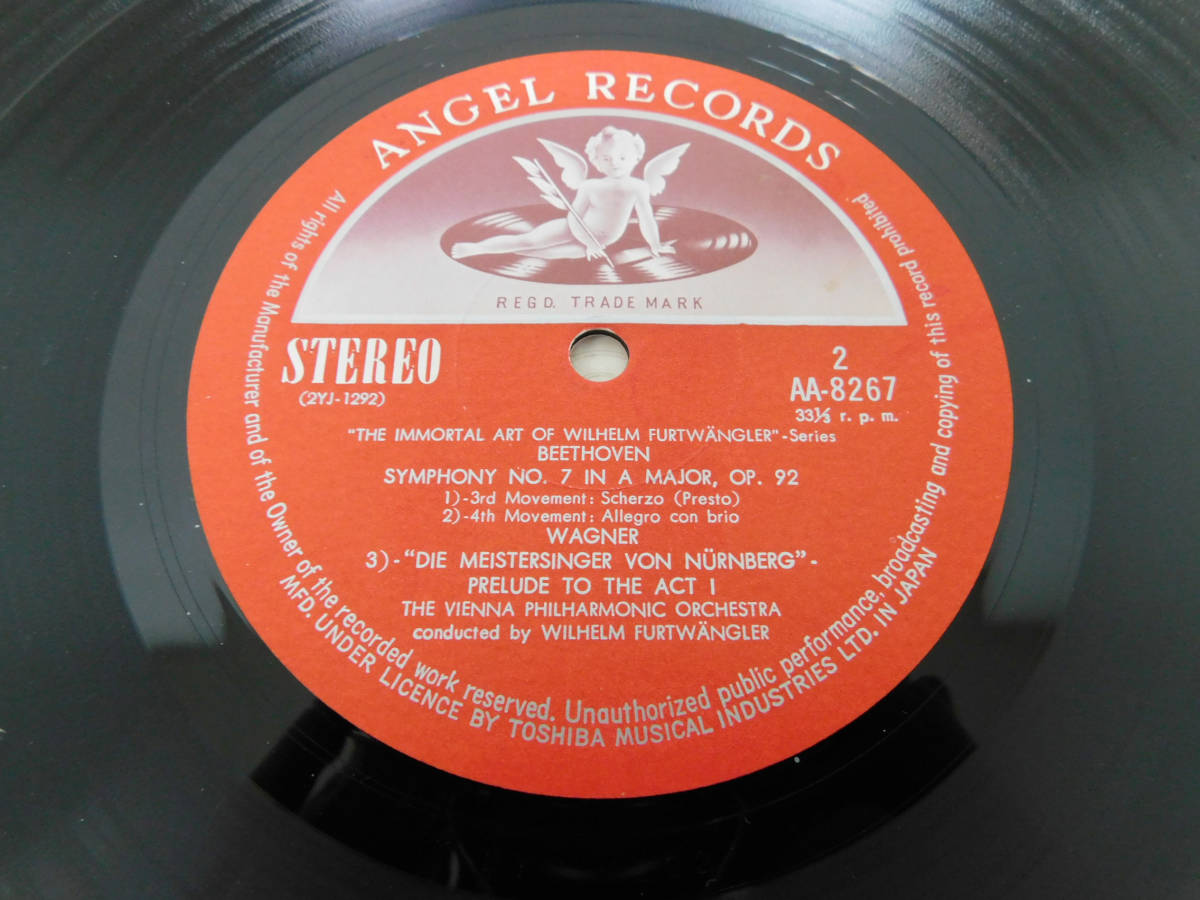 ANGEL RECORDS
REGD. TRADE MARK
STEREO
(2YJ-1292)
2
AA-8267
33⅓ r. p. m.
"THE IMMORTAL ART OF WILHELM FURTWÄNGLER"-Series
BEETHOVEN
SYMPHONY NO. 7 IN A MAJOR, OP. 92
1)-3rd Movement: Scherzo (Presto)
2)-4th Movement: Allegro con brio
WAGNER
3)-"DIE MEISTERSINGER VON NÜRNBERG"-
PRELUDE TO THE ACT I
THE VIENNA PHILHARMONIC ORCHESTRA
conducted by WILHELM FURTWÄNGLER
All rights of the Manufacturer and of the Owner of the recorded work reserved. Unauthorized public performance, broadcasting and copying of this record prohibited
MFD. UNDER LICENCE BY TOSHIBA MUSICAL INDUSTRIES LTD. IN JAPAN